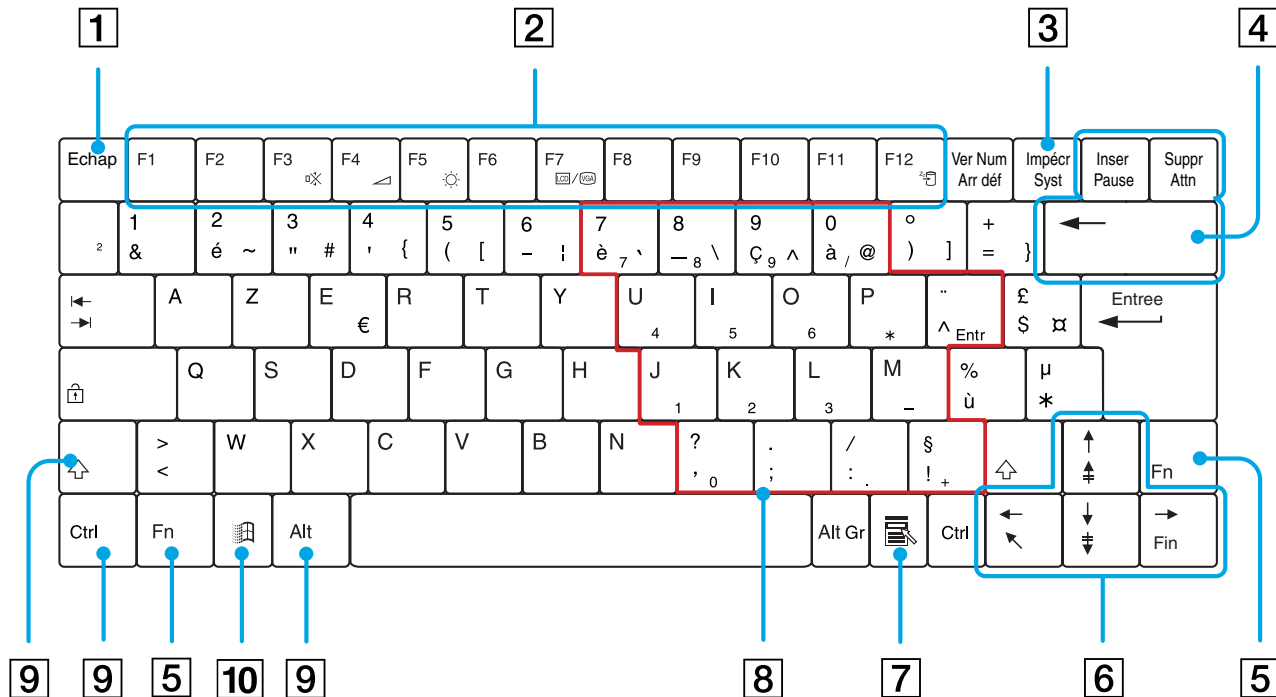 1 2 3 4
Echap F1 F2 F3 F4 F5 F6 F7 LCD / VGA F8 F9 F10 F11 F12 Ver Num Arr déf Impécr Syst Inser Pause Suppr Attn
²
1 &
2 é ~
3 " #
4 ' {
5 ( [
6 - ¦
7 è 7 `
8 _ 8 \
9 Ç 9 ^
0 à / @
° ) ]
+ = }
←
A Z E € R T Y U 4 I 5 O 6 P * ¨ ^ Entr £ $ ¤ Entree
Q S D F G H J 1 K 2 L 3 M - % ù µ *
> < W X C V B N ? , 0 . ; / : . § ! + Fn
Ctrl Fn Alt Alt Gr Ctrl Fin
9 9 5 10 9 8 7 6 5